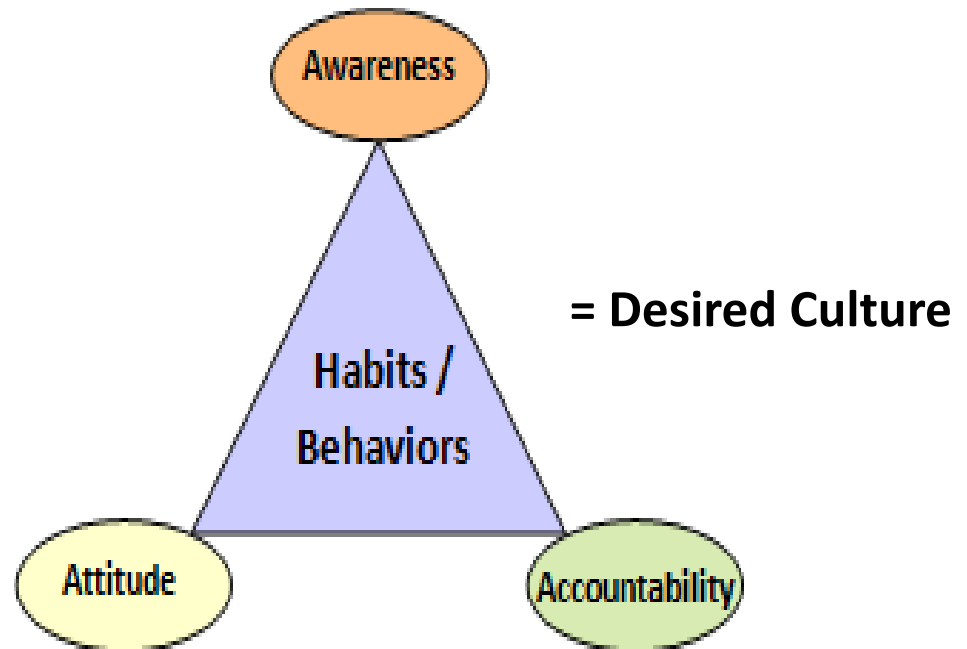 Awareness
= Desired Culture
Habits /
Behaviors
Attitude
Accountability